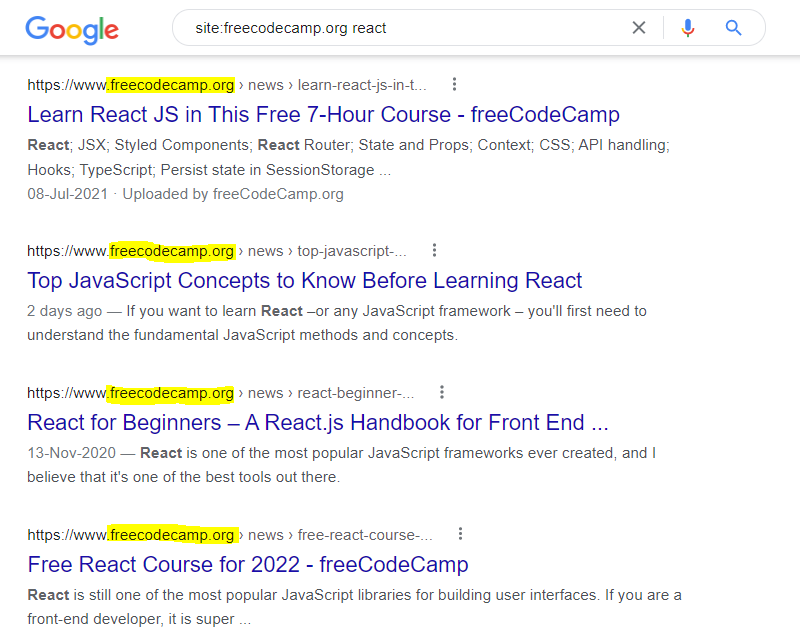 Google
site:freecodecamp.org react
https://www.freecodecamp.org › news › learn-react-js-in-t...
Learn React JS in This Free 7-Hour Course - freeCodeCamp
React; JSX; Styled Components; React Router; State and Props; Context; CSS; API handling;
Hooks; TypeScript; Persist state in SessionStorage ...
08-Jul-2021 · Uploaded by freeCodeCamp.org
https://www.freecodecamp.org › news › top-javascript-...
Top JavaScript Concepts to Know Before Learning React
2 days ago — If you want to learn React –or any JavaScript framework – you'll first need to
understand the fundamental JavaScript methods and concepts.
https://www.freecodecamp.org › news › react-beginner-...
React for Beginners – A React.js Handbook for Front End ...
13-Nov-2020 — React is one of the most popular JavaScript frameworks ever created, and I
believe that it's one of the best tools out there.
https://www.freecodecamp.org › news › free-react-course-...
Free React Course for 2022 - freeCodeCamp
React is still one of the most popular JavaScript libraries for building user interfaces. If you are a
front-end developer, it is super ...